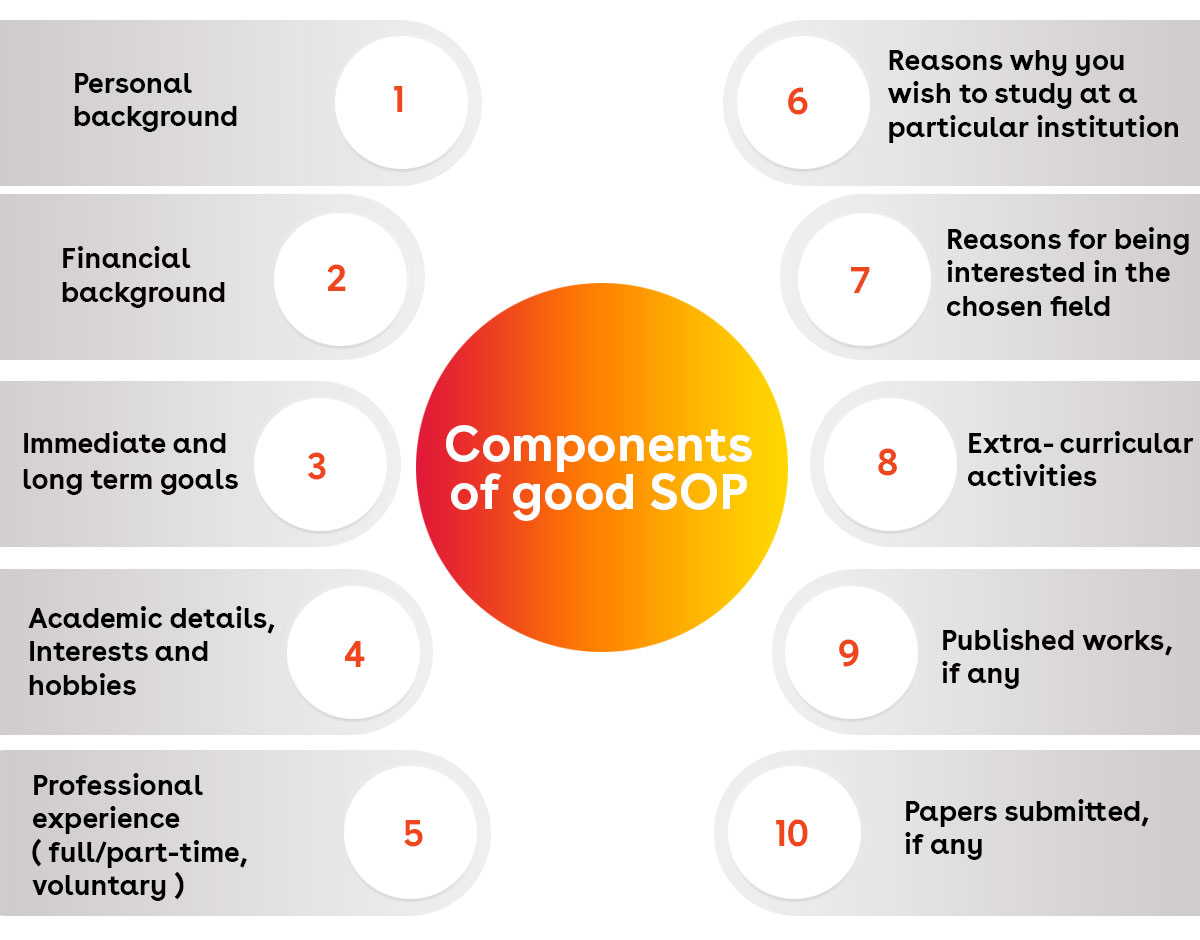 Personal
background
1
Financial
background
2
Immediate and
long term goals
3
Academic details,
Interests and
hobbies
4
Professional
experience
( full/part-time,
voluntary )
5
Components
of good SOP
6
Reasons why you
wish to study at a
particular institution
7
Reasons for being
interested in the
chosen field
8
Extra- curricular
activities
9
Published works,
if any
10
Papers submitted,
if any